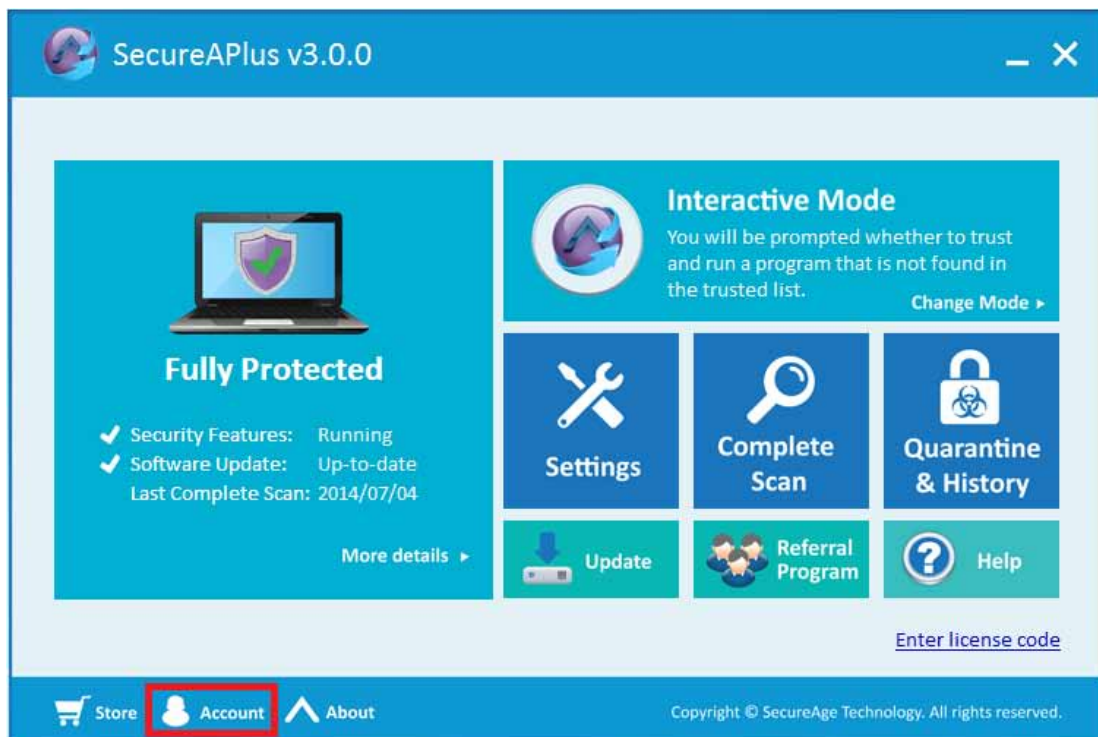 SecureAPlus v3.0.0
Fully Protected
Security Features: Running
Software Update: Up-to-date
Last Complete Scan: 2014/07/04
More details
Interactive Mode
You will be prompted whether to trust
and run a program that is not found in
the trusted list.
Change Mode
Settings
Complete
Scan
Quarantine
& History
Update
Referral
Program
Help
Enter license code
Store
Account
About
Copyright © SecureAge Technology. All rights reserved.